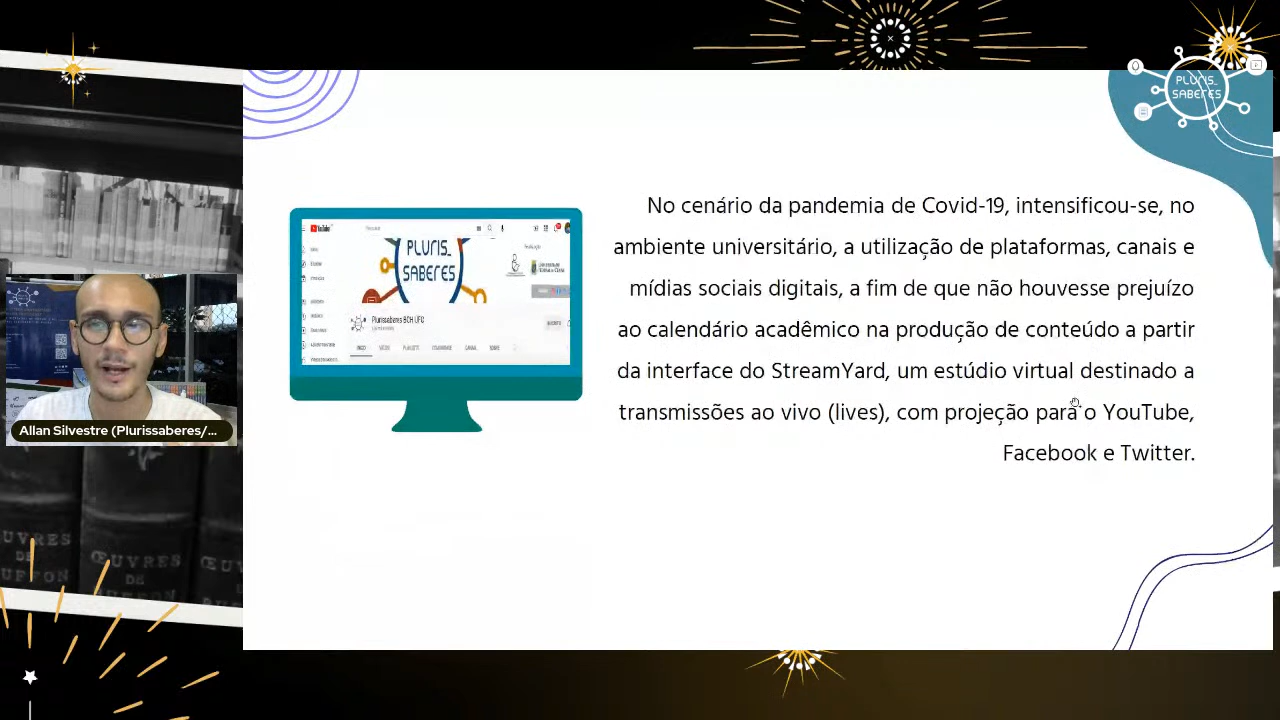 PLURIS_
SABERES
No cenário da pandemia de Covid-19, intensificou-se, no
ambiente universitário, a utilização de plataformas, canais e
mídias sociais digitais, a fim de que não houvesse prejuízo
ao calendário acadêmico na produção de conteúdo a partir
da interface do StreamYard, um estúdio virtual destinado a
transmissões ao vivo (lives), com projeção para o YouTube,
Facebook e Twitter.
YouTube
PLURIS_
SABERES
Plurissaberes BCH UFC
Allan Silvestre (Plurissaberes/...
ŒUVRES
DE